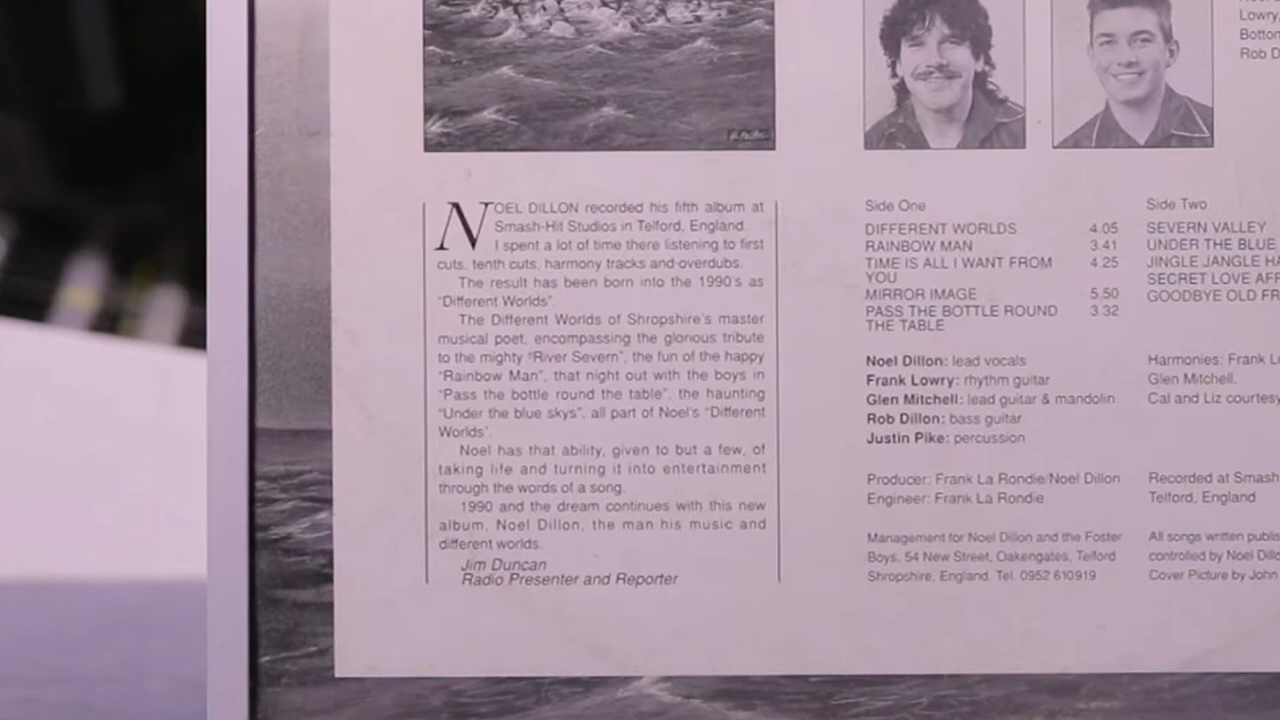 Lowry,
Rob D
NOEL DILLON recorded his fifth album at
Smash-Hit Studios in Telford, England.
I spent a lot of time there listening to first
cuts, tenth cuts, harmony tracks and overdubs.
The result has been born into the 1990's as
"Different Worlds".
The Different Worlds of Shropshire's master
musical poet, encompassing the glorious tribute
to the mighty "River Severn", the fun of the happy
"Rainbow Man", that night out with the boys in
"Pass the bottle round the table", the haunting
"Under the blue skys", all part of Noel's "Different
Worlds".
Noel has that ability, given to but a few, of
taking life and turning it into entertainment
through the words of a song.
1990 and the dream continues with this new
album, Noel Dillon, the man his music and
different worlds.
Jim Duncan
Radio Presenter and Reporter
Side One
DIFFERENT WORLDS 4.05
RAINBOW MAN 3.41
TIME IS ALL I WANT FROM 4.25
YOU
MIRROR IMAGE 5.50
PASS THE BOTTLE ROUND 3.32
THE TABLE
Side Two
SEVERN VALLEY
UNDER THE BLUE
JINGLE JANGLE HA
SECRET LOVE AFF
GOODBYE OLD FR
Noel Dillon: lead vocals
Frank Lowry: rhythm guitar
Glen Mitchell: lead guitar & mandolin
Rob Dillon: bass guitar
Justin Pike: percussion
Harmonies: Frank Lo
Glen Mitchell.
Cal and Liz courtesy
Producer: Frank La Rondie/Noel Dillon
Engineer: Frank La Rondie
Recorded at Smash
Telford, England
Management for Noel Dillon and the Foster
Boys, 54 New Street, Oakengates, Telford
Shropshire, England. Tel. 0952 610919
All songs written publis
controlled by Noel Dillo
Cover Picture by John